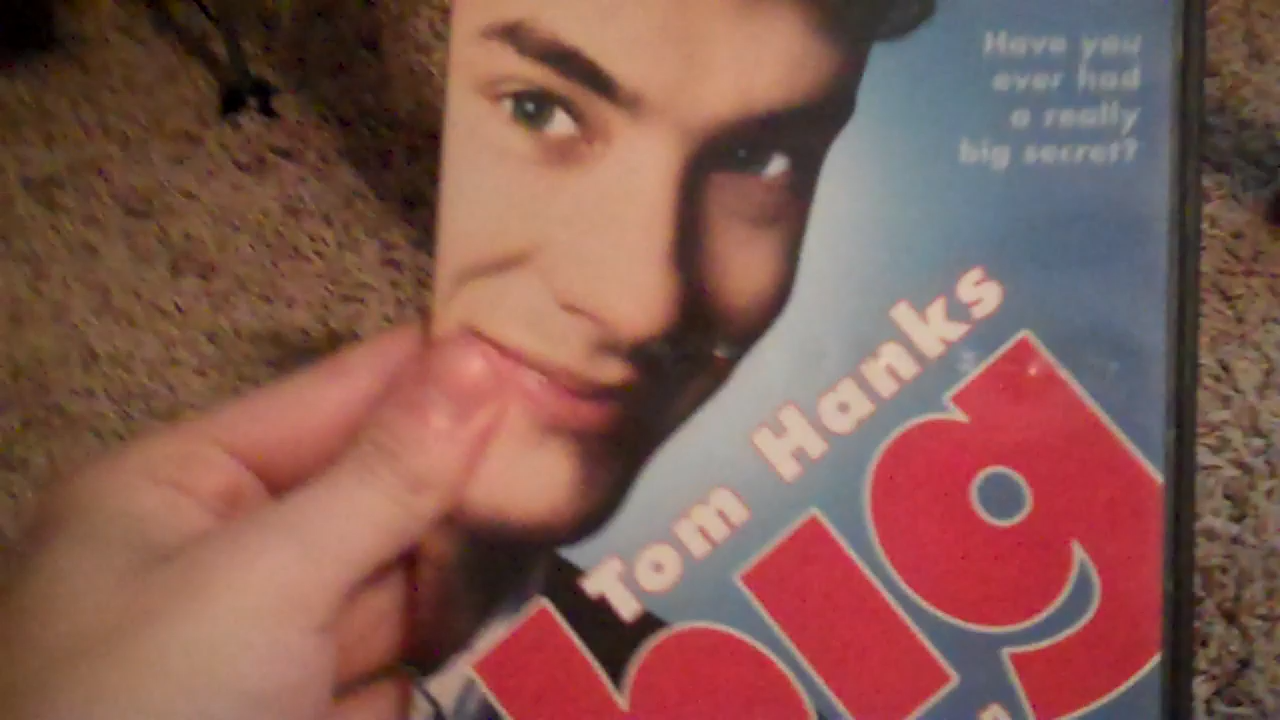 Have you
ever had
a really
big secret?
Tom Hanks
big